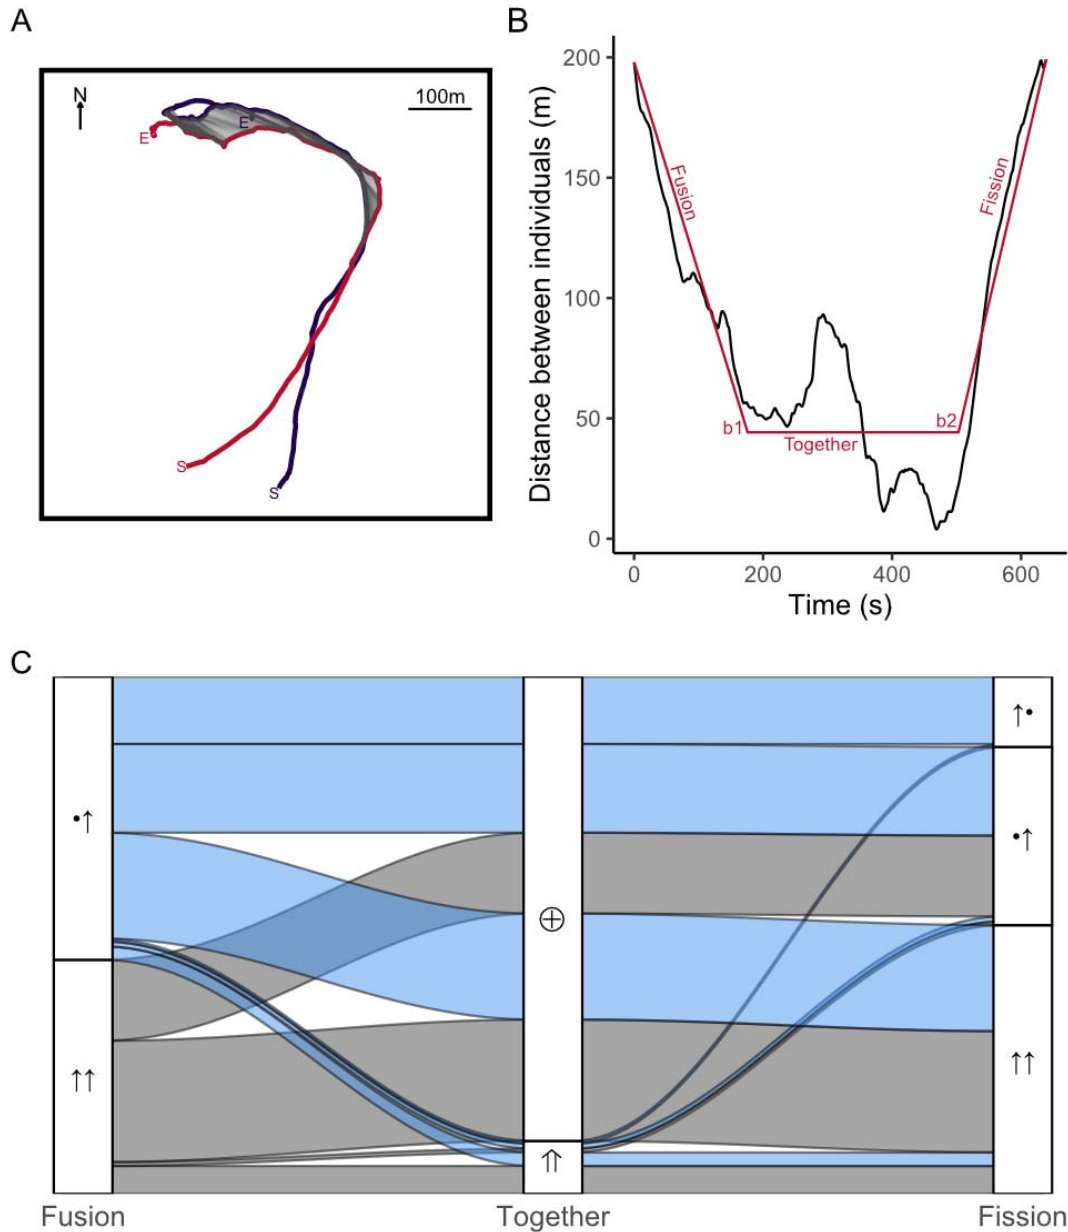 A
N
100m
E
E
S
S
B
Distance between individuals (m)
200
150
100
50
0
Fusion
Fission
b1
b2
Together
0 200 400 600
Time (s)
C
•↑
↑↑
⊕
⇑
↑•
•↑
↑↑
Fusion Together Fission